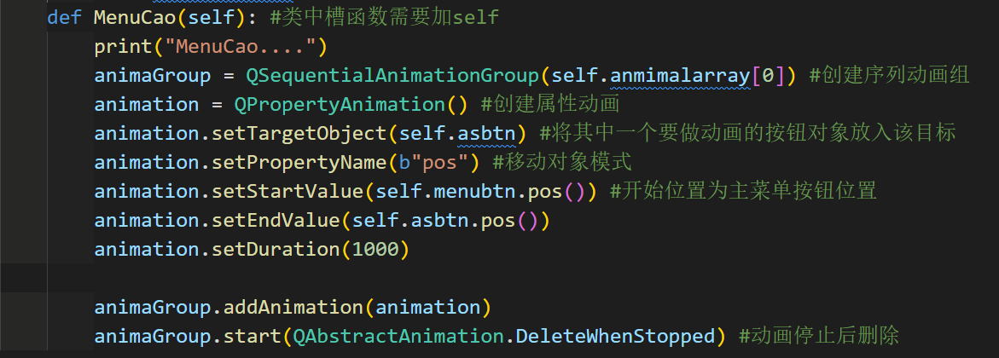 def MenuCao(self): #类中槽函数需要加self
print("MenuCao....")
animaGroup = QSequentialAnimationGroup(self.anmimalarray[0]) #创建序列动画组
animation = QPropertyAnimation() #创建属性动画
animation.setTargetObject(self.asbtn) #将其中一个要做动画的按钮对象放入该目标
animation.setPropertyName(b"pos") #移动对象模式
animation.setStartValue(self.menubtn.pos()) #开始位置为主菜单按钮位置
animation.setEndValue(self.asbtn.pos())
animation.setDuration(1000)
animaGroup.addAnimation(animation)
animaGroup.start(QAbstractAnimation.DeleteWhenStopped) #动画停止后删除